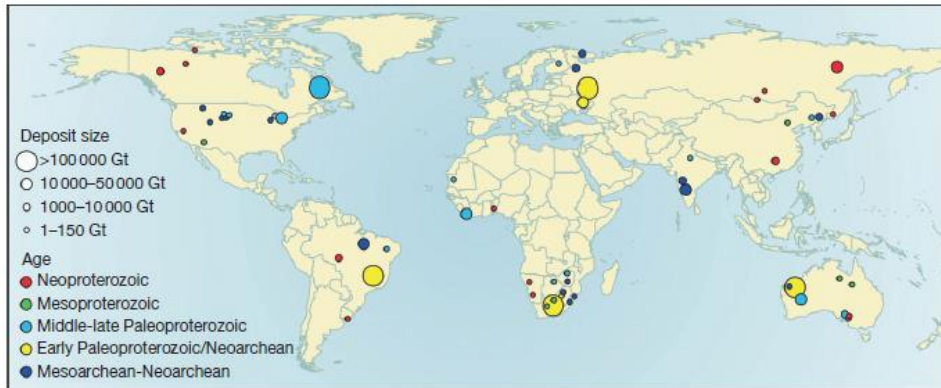 Deposit size
>100 000 Gt
10 000–50 000 Gt
1000–10 000 Gt
1–150 Gt
Age
Neoproterozoic
Mesoproterozoic
Middle-late Paleoproterozoic
Early Paleoproterozoic/Neoarchean
Mesoarchean-Neoarchean